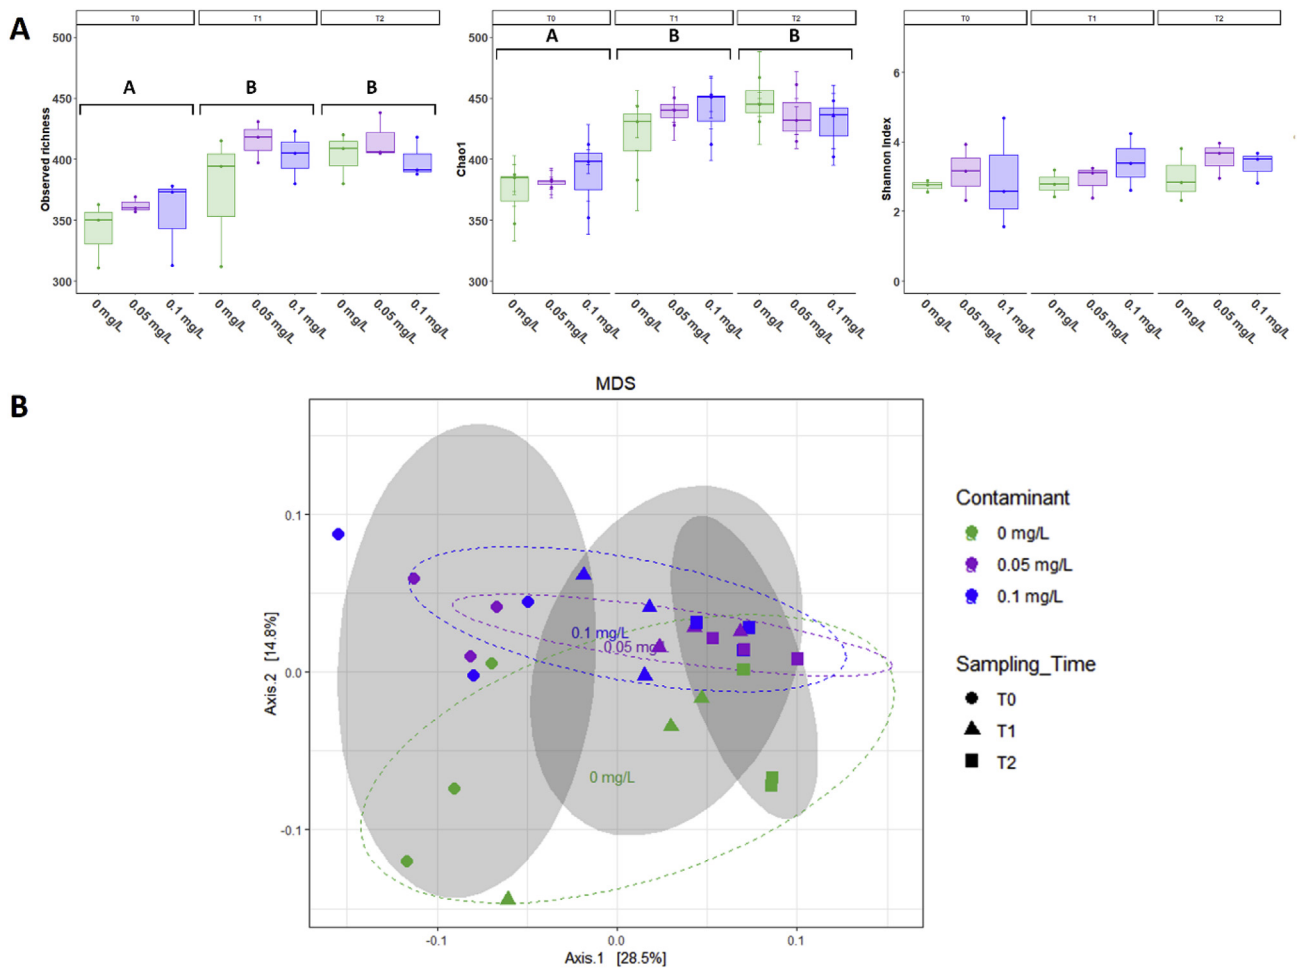 A
T0 T1 T2
500
450
400
350
300
Observed richness
A B B
0 mg/L 0.05 mg/L 0.1 mg/L 0 mg/L 0.05 mg/L 0.1 mg/L 0 mg/L 0.05 mg/L 0.1 mg/L
T0 T1 T2
500
450
400
350
300
Chao1
A B B
0 mg/L 0.05 mg/L 0.1 mg/L 0 mg/L 0.05 mg/L 0.1 mg/L 0 mg/L 0.05 mg/L 0.1 mg/L
T0 T1 T2
6
4
2
0
Shannon index
0 mg/L 0.05 mg/L 0.1 mg/L 0 mg/L 0.05 mg/L 0.1 mg/L 0 mg/L 0.05 mg/L 0.1 mg/L
B
MDS
0.1
0.0
-0.1
Axis.2 [14.8%]
0.1 mg/L
0.05 mg/L
0 mg/L
-0.1 0.0 0.1
Axis.1 [28.5%]
Contaminant
0 mg/L
0.05 mg/L
0.1 mg/L
Sampling_Time
T0
T1
T2